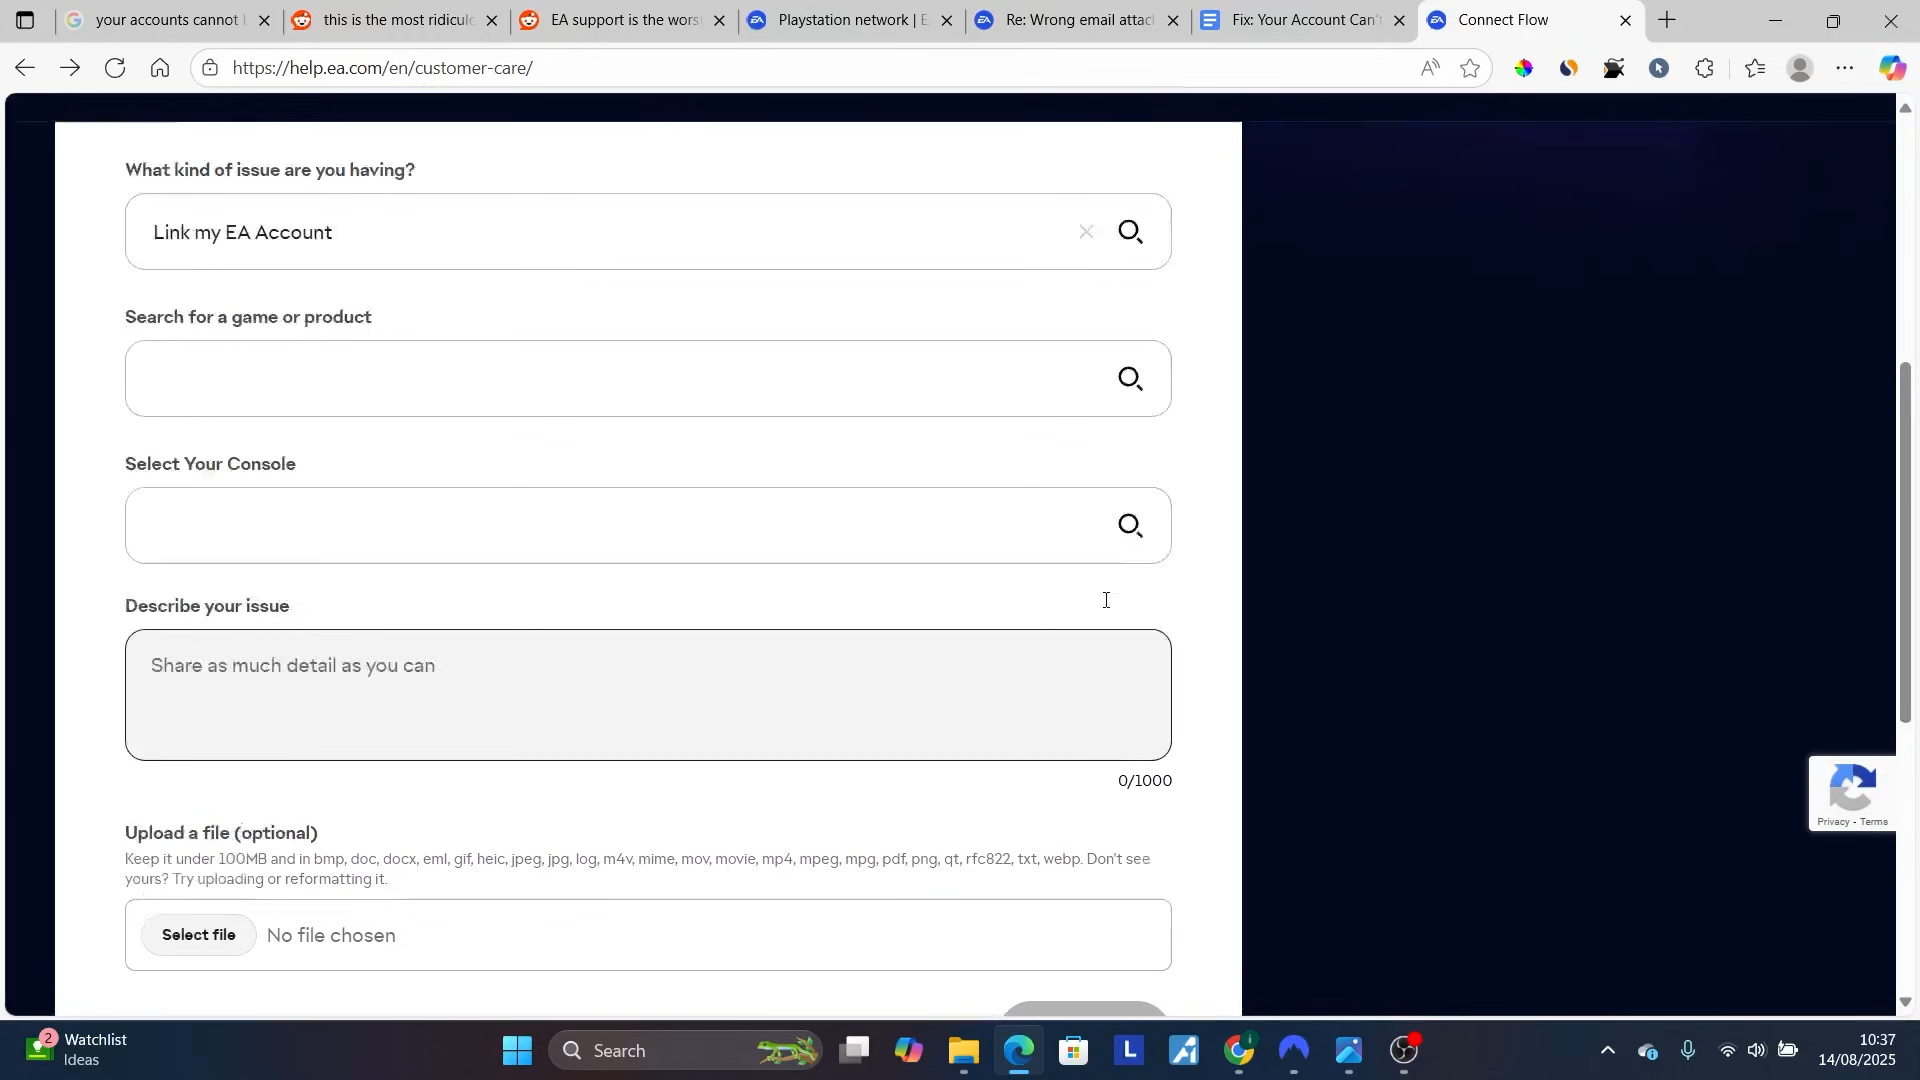 your accounts cannot
this is the most ridicul
EA support is the wors
Playstation network | E
Re: Wrong email attac
Fix: Your Account Can'
Connect Flow
https://help.ea.com/en/customer-care/
What kind of issue are you having?
Link my EA Account
Search for a game or product
Select Your Console
Describe your issue
Share as much detail as you can
0/1000
Upload a file (optional)
Keep it under 100MB and in bmp, doc, docx, eml, gif, heic, jpeg, jpg, log, m4v, mime, mov, movie, mp4, mpeg, mpg, pdf, png, qt, rfc822, txt, webp. Don't see
yours? Try uploading or reformatting it.
Select file No file chosen
Privacy - Terms
2 Watchlist
Ideas
Search
10:37
14/08/2025